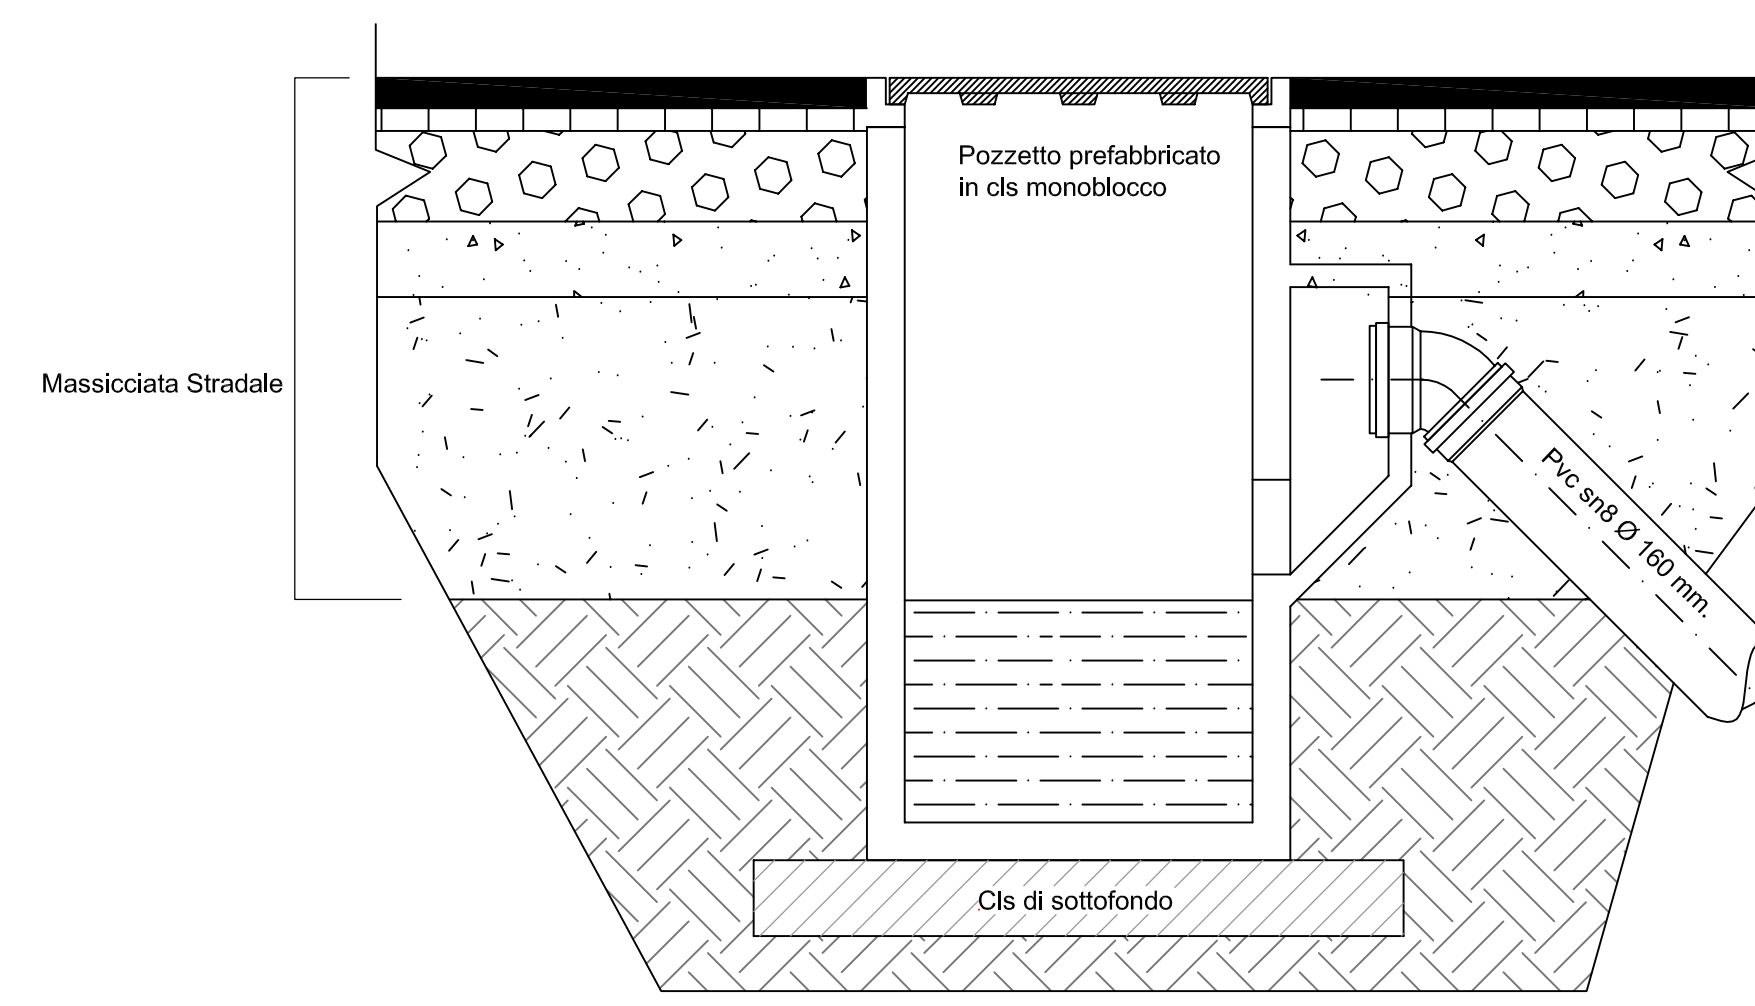 Pozzetto prefabbricato
in cls monoblocco
Massicciata Stradale
Pvc sn8 Ø 160 mm.
Cls di sottofondo